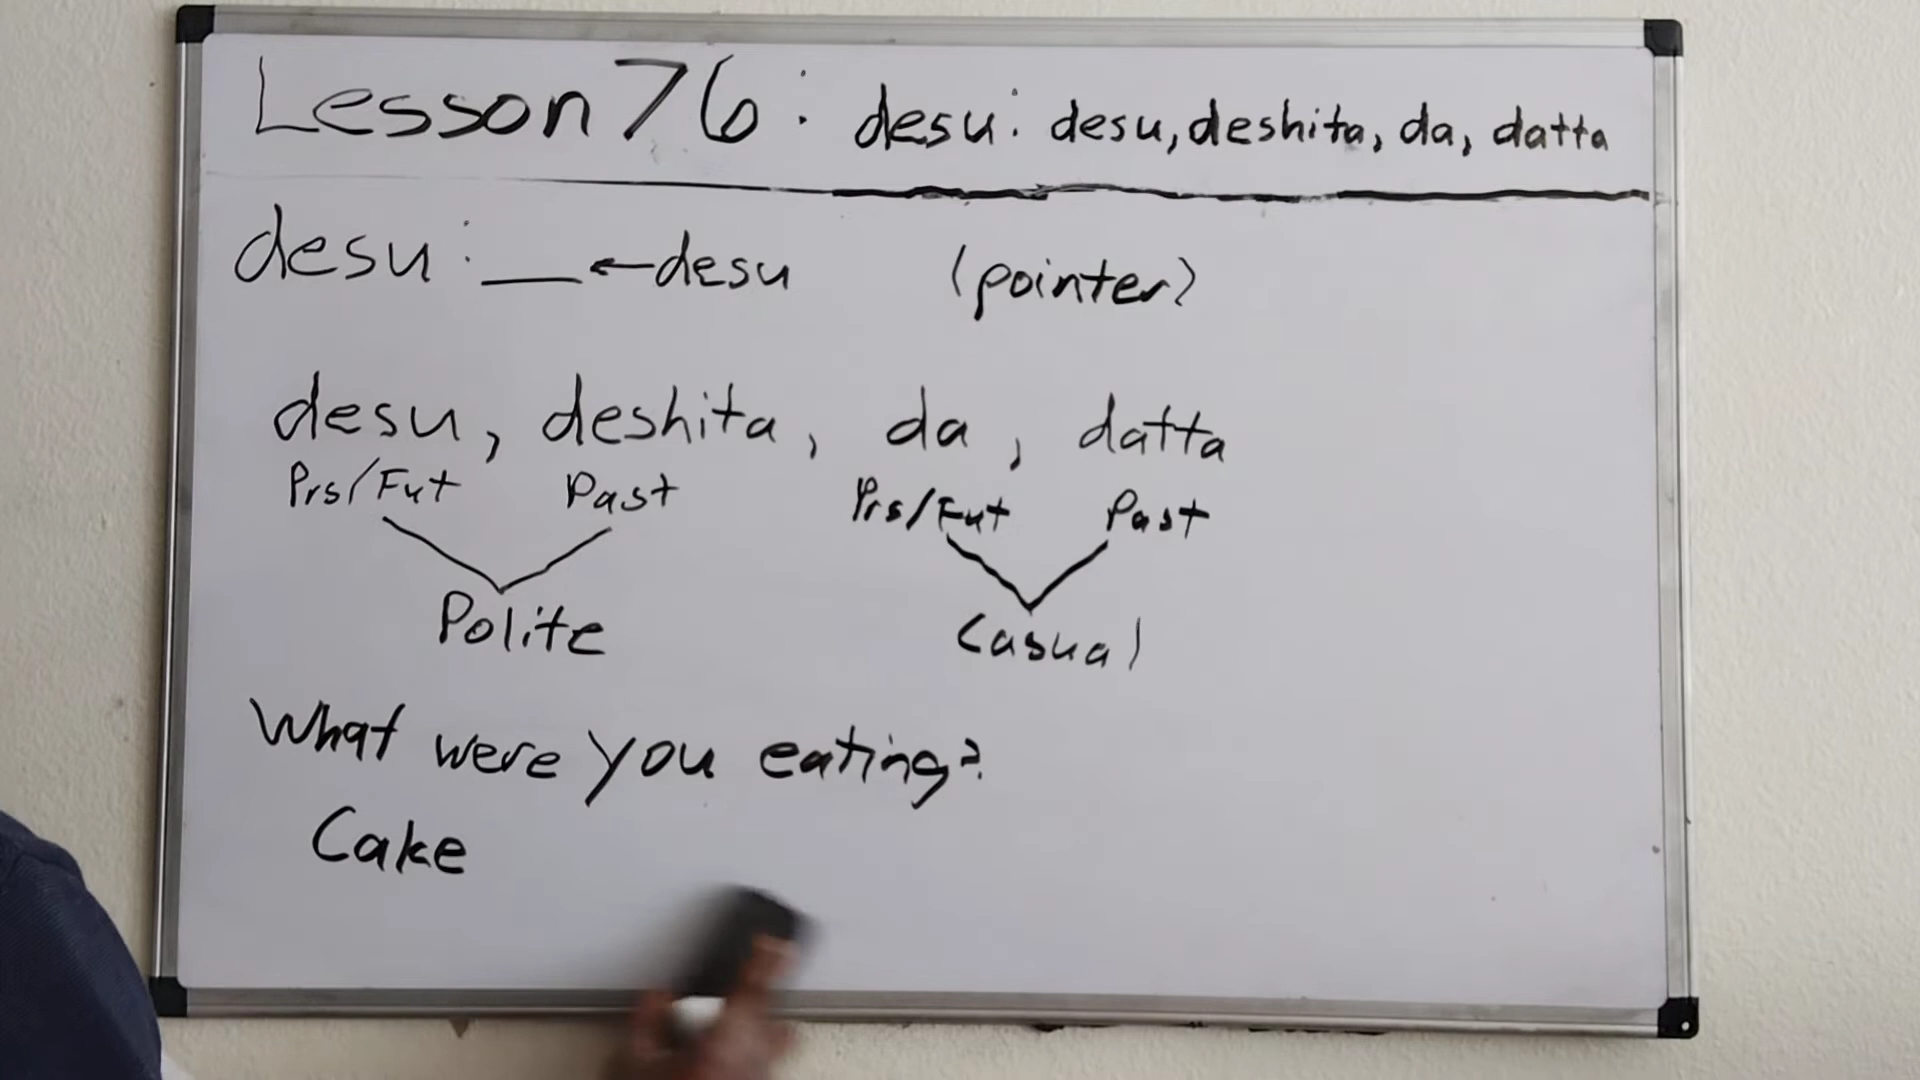 Lesson 76: desu: desu, deshita, da, datta
desu: __ ←desu (pointer)
desu, deshita, da, datta
Prs/Fut Past Prs/Fut Past
Polite Casual
What were you eating?
Cake